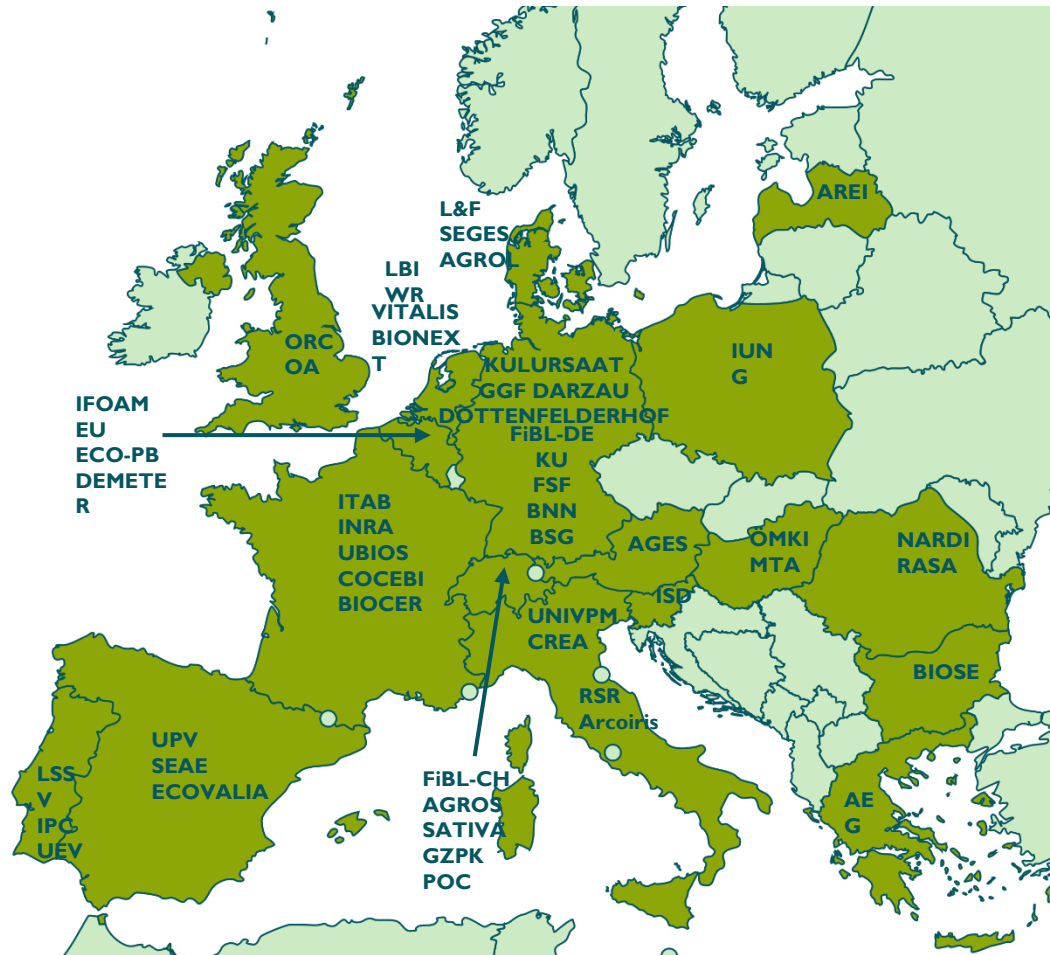 AREI
L&F
SEGES
AGROL
LBI
WR
VITALIS
BIONEX
T
ORC
OA
IUN
G
KULURSAAT
GGF DARZAU
DOTTENFELDERHOF
FiBL-DE
KU
FSF
BNN
BSG
IFOAM
EU
ECO-PB
DEMETE
R
ITAB
INRA
UBIOS
COCEBI
BIOCER
AGES
ÖMKI
MTA
NARDI
RASA
ISD
UNIVPM
CREA
BIOSE
RSR
Arcoiris
UPV
SEAE
ECOVALIA
LSS
V
IPC
UEV
FiBL-CH
AGROS
SATIVA
GZPK
POC
AE
G